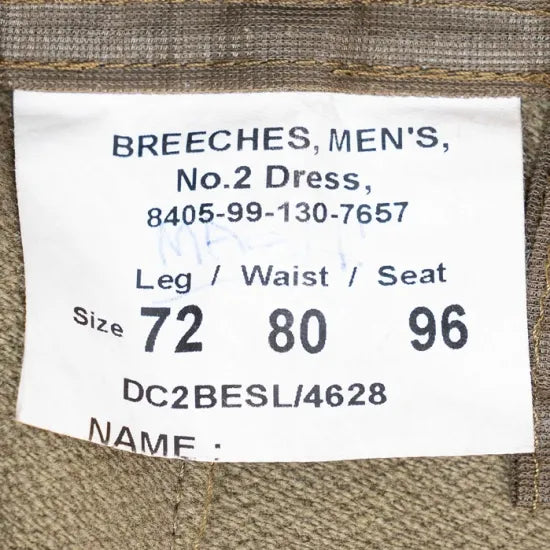 BREECHES, MEN'S,
No.2 Dress,
8405-99-130-7657
Leg / Waist / Seat
Size 72 80 96
DC2BESL/4628
NAME :